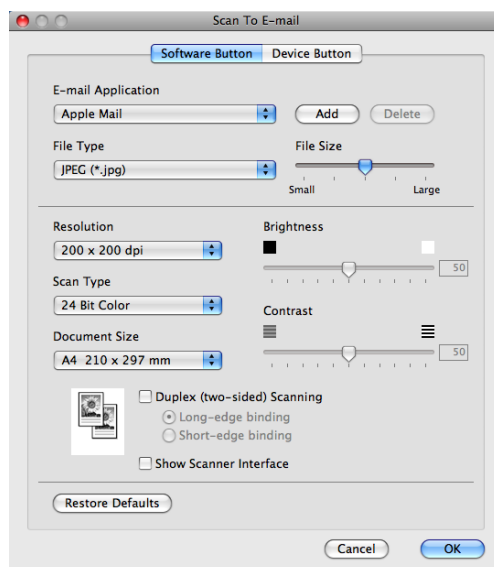 Scan To E-mail
Software Button Device Button
E-mail Application
Apple Mail Add Delete
File Type File Size
JPEG (*.jpg)
Small Large
Resolution Brightness
200 x 200 dpi
50
Scan Type
24 Bit Color Contrast
Document Size
A4 210 x 297 mm 50
Duplex (two-sided) Scanning
Long-edge binding
Short-edge binding
Show Scanner Interface
Restore Defaults
Cancel OK